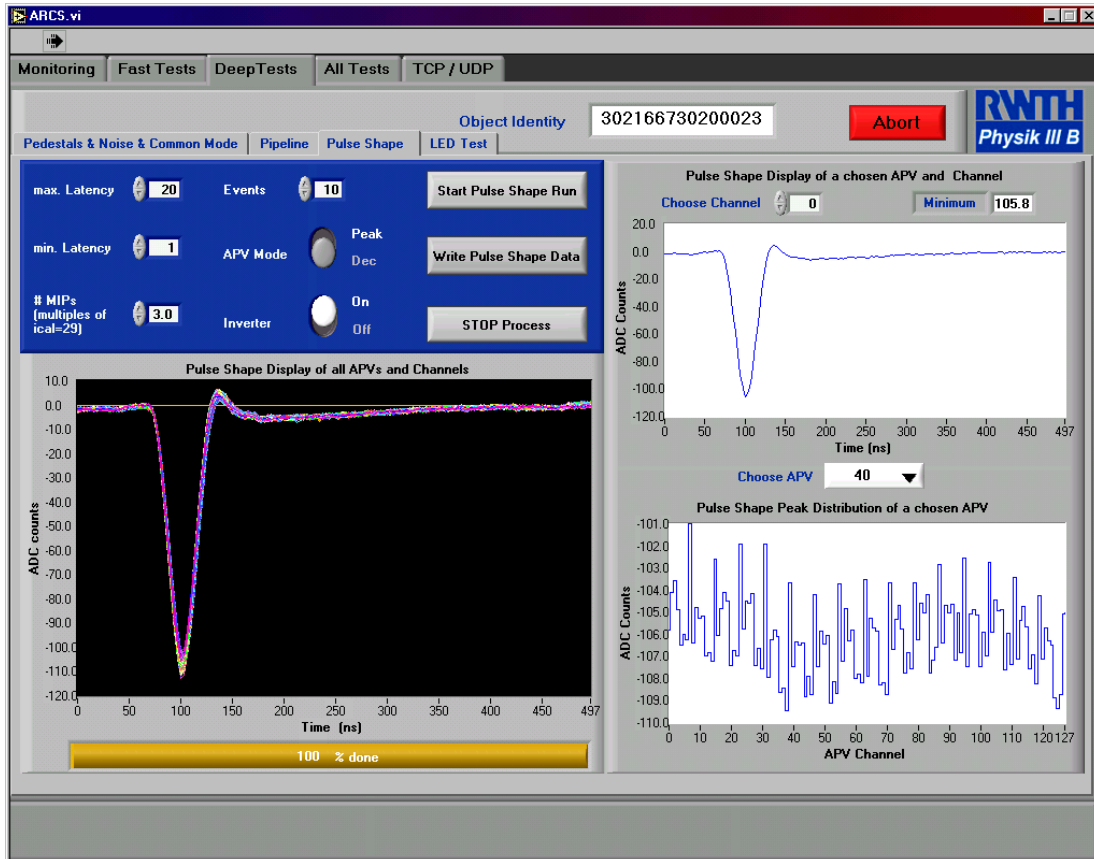 ARCS.vi
Monitoring Fast Tests DeepTests All Tests TCP / UDP
Object Identity 302166730200023 Abort
RWTH
Physik III B
Pedestals & Noise & Common Mode Pipeline Pulse Shape LED Test
max. Latency 20 Events 10 Start Pulse Shape Run
min. Latency 1 APV Mode Peak Dec Write Pulse Shape Data
# MIPs
(multiples of
ical=29) 3.0 Inverter On Off STOP Process
Pulse Shape Display of all APVs and Channels
10.0
0.0
-10.0
-20.0
-30.0
-40.0
-50.0
-60.0
-70.0
-80.0
-90.0
-100.0
-110.0
-120.0
ADC counts
0 50 100 150 200 250 300 350 400 450 497
Time (ns)
100 % done
Pulse Shape Display of a chosen APV and Channel
Choose Channel 0 Minimum 105.8
20.0
0.0
-20.0
-40.0
-60.0
-80.0
-100.0
-120.0
ADC Counts
0 50 100 150 200 250 300 350 400 497
Time (ns)
Choose APV 40
Pulse Shape Peak Distribution of a chosen APV
-101.0
-102.0
-103.0
-104.0
-105.0
-106.0
-107.0
-108.0
-109.0
-110.0
ADC Counts
0 10 20 30 40 50 60 70 80 90 100 110 120 127
APV Channel